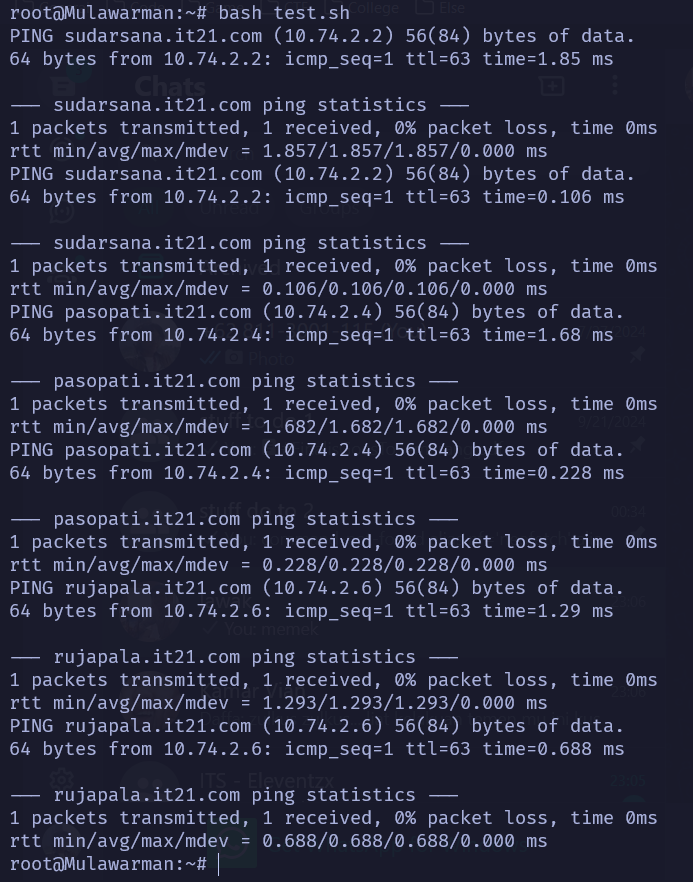 College Else
root@Mulawarman:~# bash test.sh
PING sudarsana.it21.com (10.74.2.2) 56(84) bytes of data.
64 bytes from 10.74.2.2: icmp_seq=1 ttl=63 time=1.85 ms
Chats
--- sudarsana.it21.com ping statistics ---
1 packets transmitted, 1 received, 0% packet loss, time 0ms
rtt min/avg/max/mdev = 1.857/1.857/1.857/0.000 ms
PING sudarsana.it21.com (10.74.2.2) 56(84) bytes of data.
64 bytes from 10.74.2.2: icmp_seq=1 ttl=63 time=0.106 ms
--- sudarsana.it21.com ping statistics ---
1 packets transmitted, 1 received, 0% packet loss, time 0ms
rtt min/avg/max/mdev = 0.106/0.106/0.106/0.000 ms
PING pasopati.it21.com (10.74.2.4) 56(84) bytes of data.
64 bytes from 10.74.2.4: icmp_seq=1 ttl=63 time=1.68 ms
Photo
--- pasopati.it21.com ping statistics ---
1 packets transmitted, 1 received, 0% packet loss, time 0ms
rtt min/avg/max/mdev = 1.682/1.682/1.682/0.000 ms
PING pasopati.it21.com (10.74.2.4) 56(84) bytes of data.
64 bytes from 10.74.2.4: icmp_seq=1 ttl=63 time=0.228 ms
stuff do to 2
--- pasopati.it21.com ping statistics ---
1 packets transmitted, 1 received, 0% packet loss, time 0ms
rtt min/avg/max/mdev = 0.228/0.228/0.228/0.000 ms
PING rujapala.it21.com (10.74.2.6) 56(84) bytes of data.
64 bytes from 10.74.2.6: icmp_seq=1 ttl=63 time=1.29 ms
You: memek
--- rujapala.it21.com ping statistics ---
1 packets transmitted, 1 received, 0% packet loss, time 0ms
rtt min/avg/max/mdev = 1.293/1.293/1.293/0.000 ms
PING rujapala.it21.com (10.74.2.6) 56(84) bytes of data.
64 bytes from 10.74.2.6: icmp_seq=1 ttl=63 time=0.688 ms
ITS - Eleventzx 23:05
--- rujapala.it21.com ping statistics ---
1 packets transmitted, 1 received, 0% packet loss, time 0ms
rtt min/avg/max/mdev = 0.688/0.688/0.688/0.000 ms
root@Mulawarman:~#